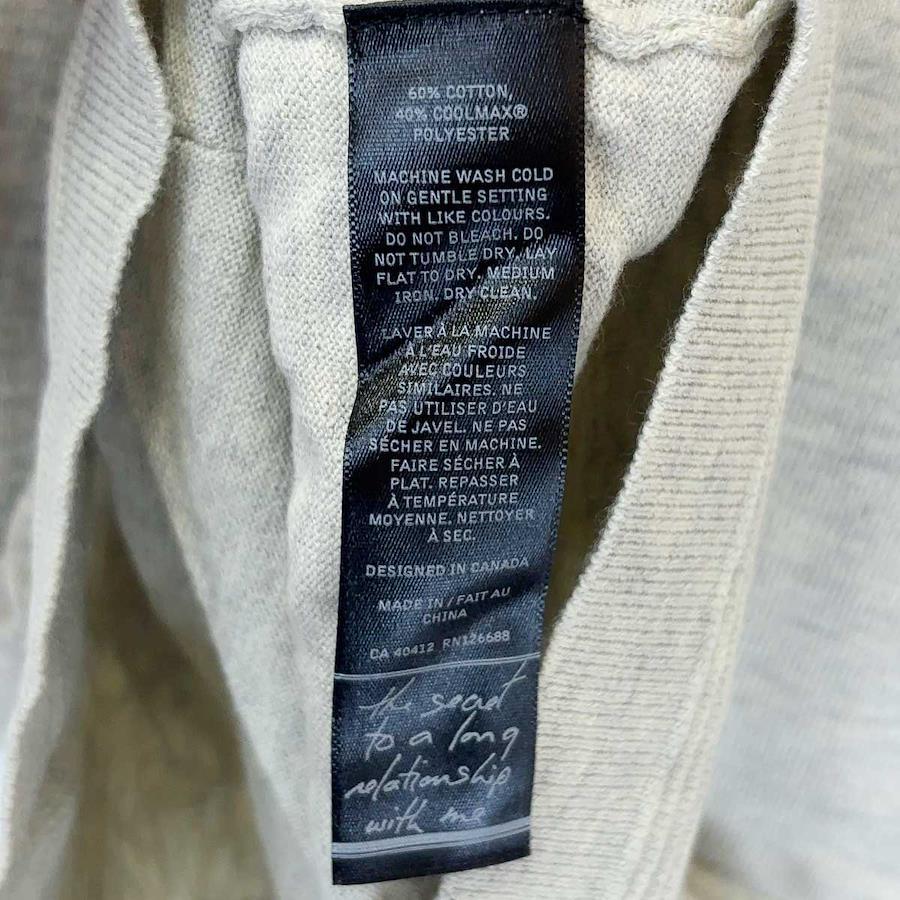 60% COTTON,
40% COOLMAX®
POLYESTER
MACHINE WASH COLD
ON GENTLE SETTING
WITH LIKE COLOURS.
DO NOT BLEACH. DO
NOT TUMBLE DRY. LAY
FLAT TO DRY. MEDIUM
IRON. DRY CLEAN.
LAVER À LA MACHINE
À L'EAU FROIDE
AVEC COULEURS
SIMILAIRES. NE
PAS UTILISER D'EAU
DE JAVEL. NE PAS
SÉCHER EN MACHINE.
FAIRE SÉCHER À
PLAT. REPASSER
À TEMPÉRATURE
MOYENNE. NETTOYER
À SEC.
DESIGNED IN CANADA
MADE IN / FAIT AU
CHINA
CA 40412 RN126688
the secret
to a long
relationship
with me